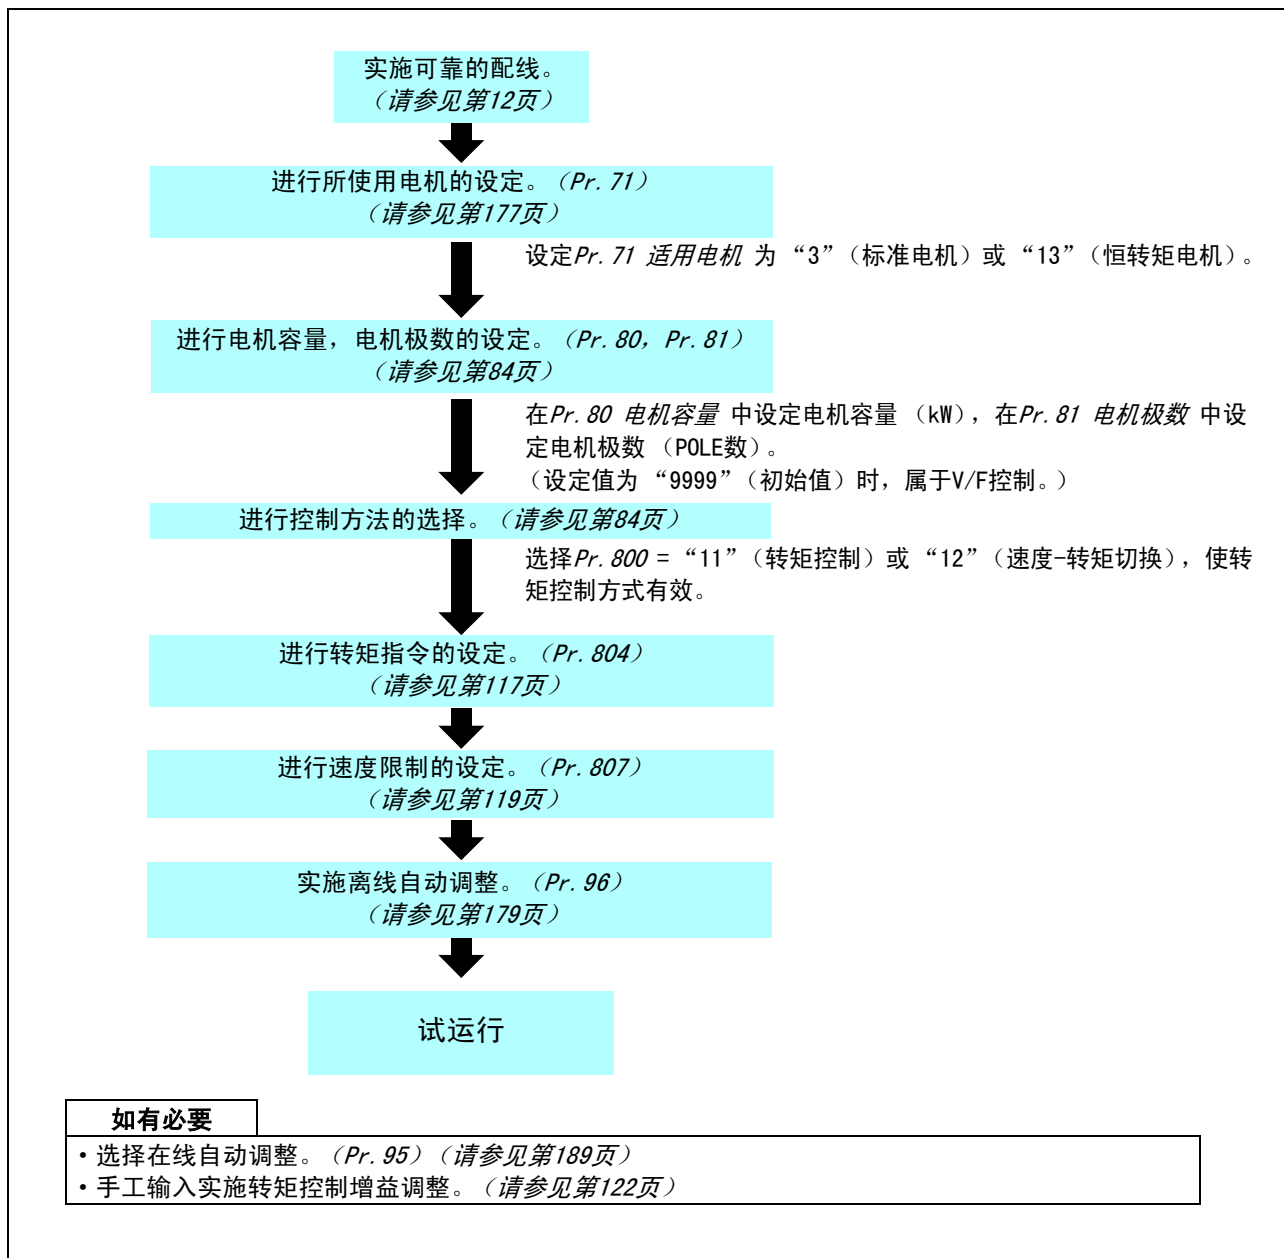 实施可靠的配线。
（请参见第12页）
进行所使用电机的设定。（Pr. 71）
（请参见第177页）
设定Pr. 71 适用电机 为 “3”（标准电机）或 “13”（恒转矩电机）。
进行电机容量，电机极数的设定。（Pr. 80，Pr. 81）
（请参见第84页）
在Pr. 80 电机容量 中设定电机容量 （kW），在Pr. 81 电机极数 中设
定电机极数 （POLE数）。
（设定值为 “9999”（初始值）时，属于V/F控制。）
进行控制方法的选择。（请参见第84页）
选择Pr. 800 = “11”（转矩控制）或 “12”（速度-转矩切换），使转
矩控制方式有效。
进行转矩指令的设定。（Pr. 804）
（请参见第117页）
进行速度限制的设定。（Pr. 807）
（请参见第119页）
实施离线自动调整。（Pr. 96）
（请参见第179页）
试运行
如有必要
・选择在线自动调整。（Pr. 95）（请参见第189页）
・手工输入实施转矩控制增益调整。（请参见第122页）